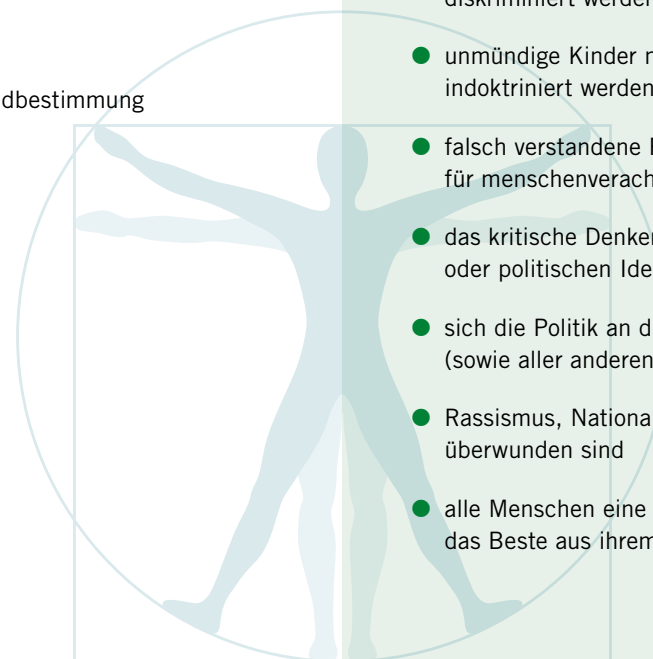 dbestimmung
diskriminiert werden
unmündige Kinder
indoktriniert werden
falsch verstandene
für menschenverach
das kritische Denken
oder politischen Ide
sich die Politik an d
(sowie aller anderen
Rassismus, Nationa
überwunden sind
alle Menschen eine
das Beste aus ihrem